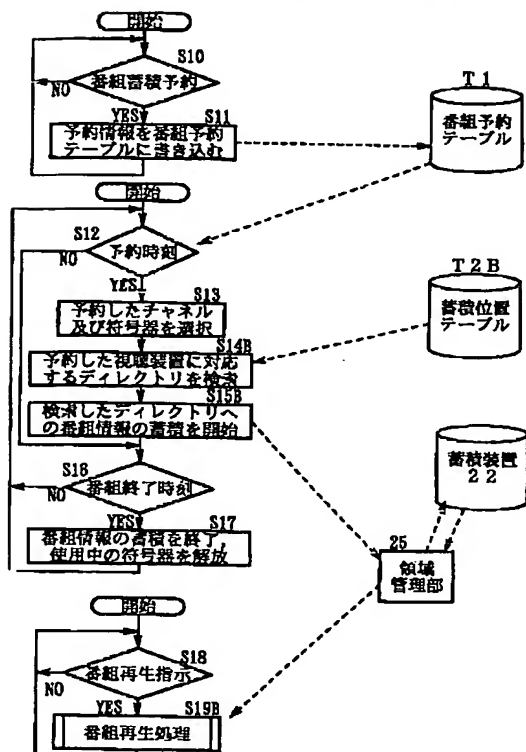 開始
S10
番組蓄積予約
NO
YES
S11
予約情報を番組予約
テーブルに書き込む
T1
番組予約
テーブル
開始
S12
予約時刻
NO
YES
S13
予約したチャネル
及び符号器を選択
S14B
予約した視聴装置に対応
するディレクトリを検索
S15B
検索したディレクトリへ
の番組情報の蓄積を開始
T2B
蓄積位置
テーブル
S16
番組終了時刻
NO
YES
S17
番組情報の蓄積を終了,
使用中の符号器を解放
蓄積装置
22
25
領域
管理部
開始
S18
番組再生指示
NO
YES
S19B
番組再生処理